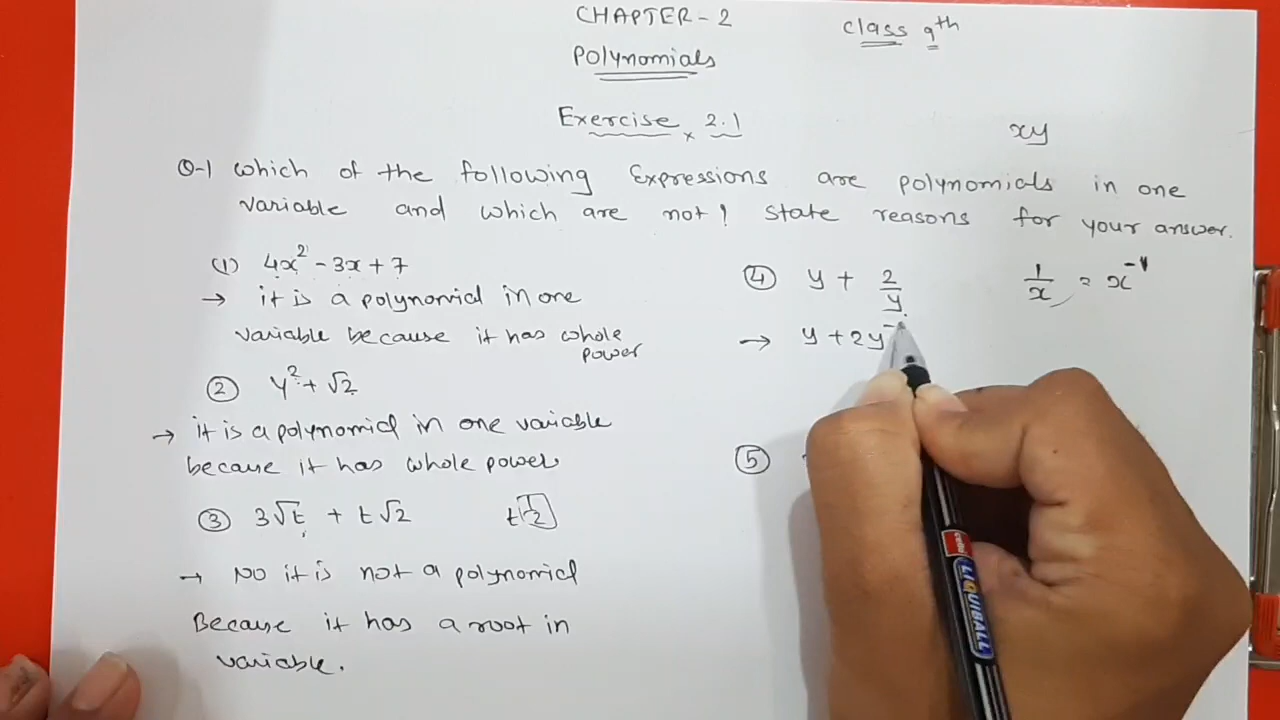 CHAPTER - 2
class 9th
Polynomials
Exercise 2.1
xy
Q-1 which of the following Expressions are polynomials in one
variable and which are not? State reasons for your answer.
(1) 4x² - 3x + 7
→ it is a polynomial in one
variable because it has whole
power
② y² + √2
→ it is a polynomial in one variable
because it has whole power
③ 3√t + t√2 t^1/2
→ NO it is not a polynomial
Because it has a root in
variable.
④ y + 2/y
1/x = x⁻¹
→ y + 2y⁻
⑤
cello
LIQUIBALL